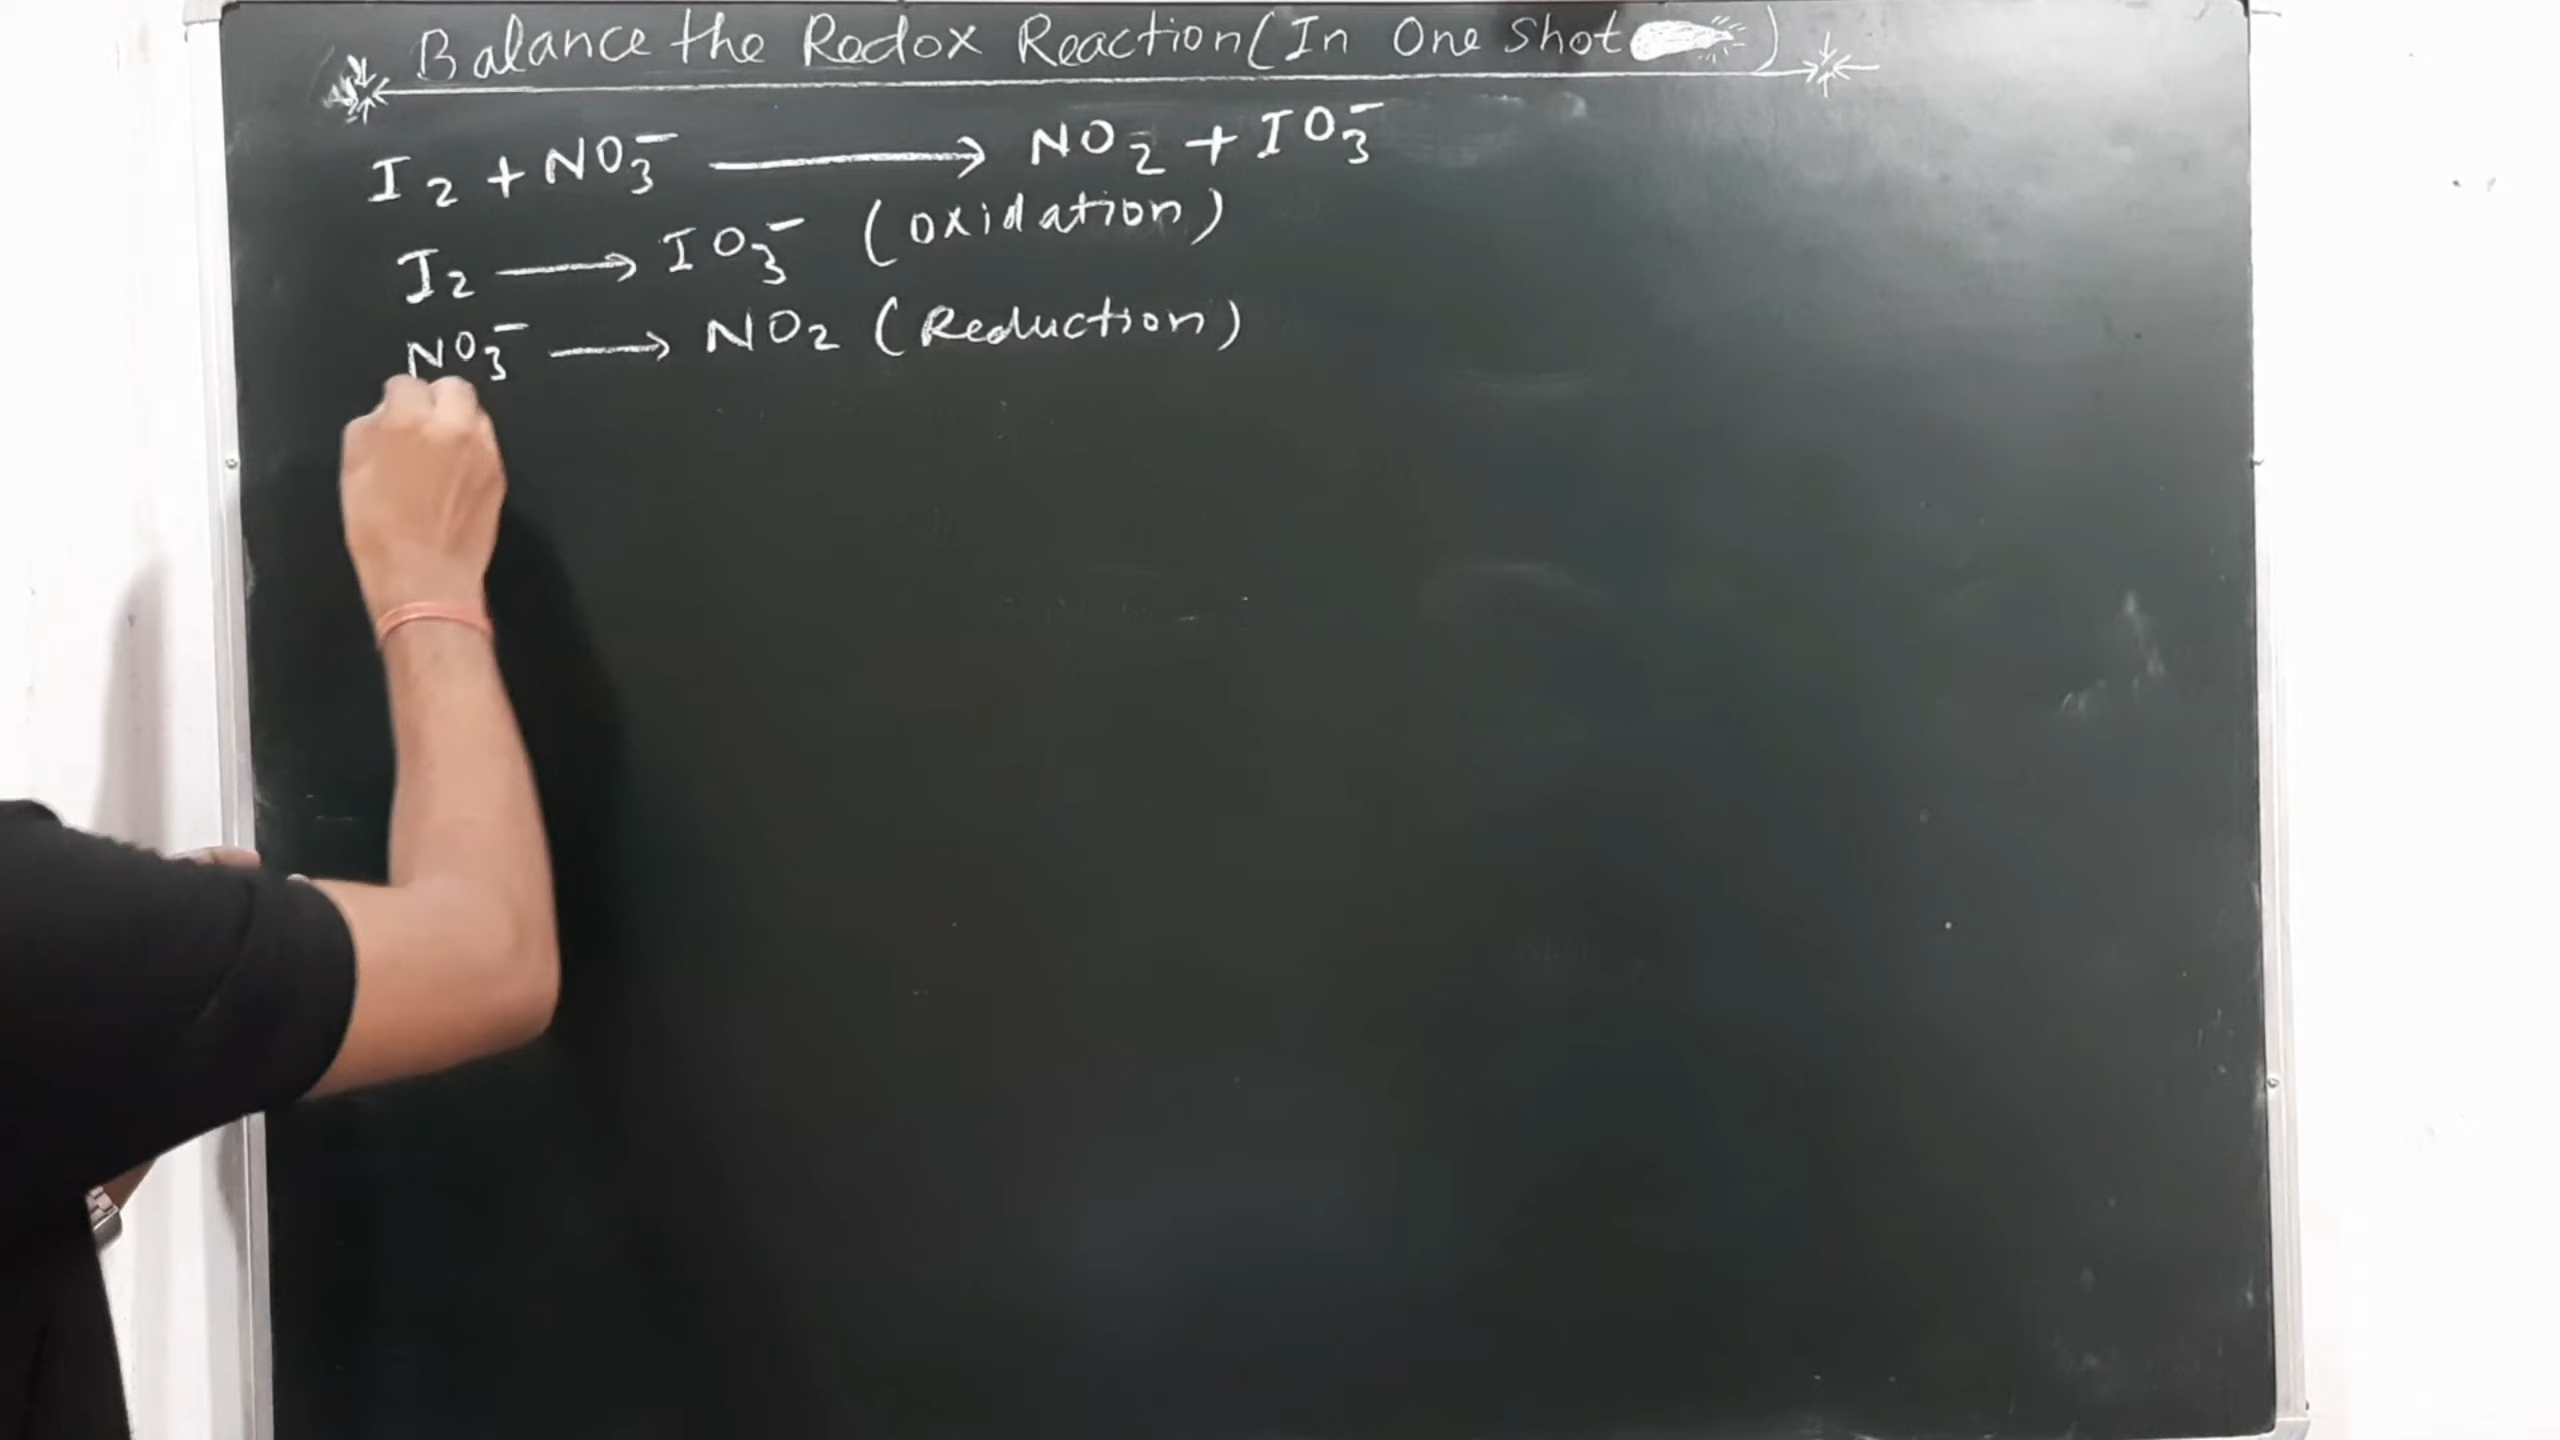 Balance the Redox Reaction (In One Shot )
I₂ + NO₃⁻ ⟶ NO₂ + IO₃⁻
I₂ ⟶ IO₃⁻ (Oxidation)
NO₃⁻ ⟶ NO₂ (Reduction)